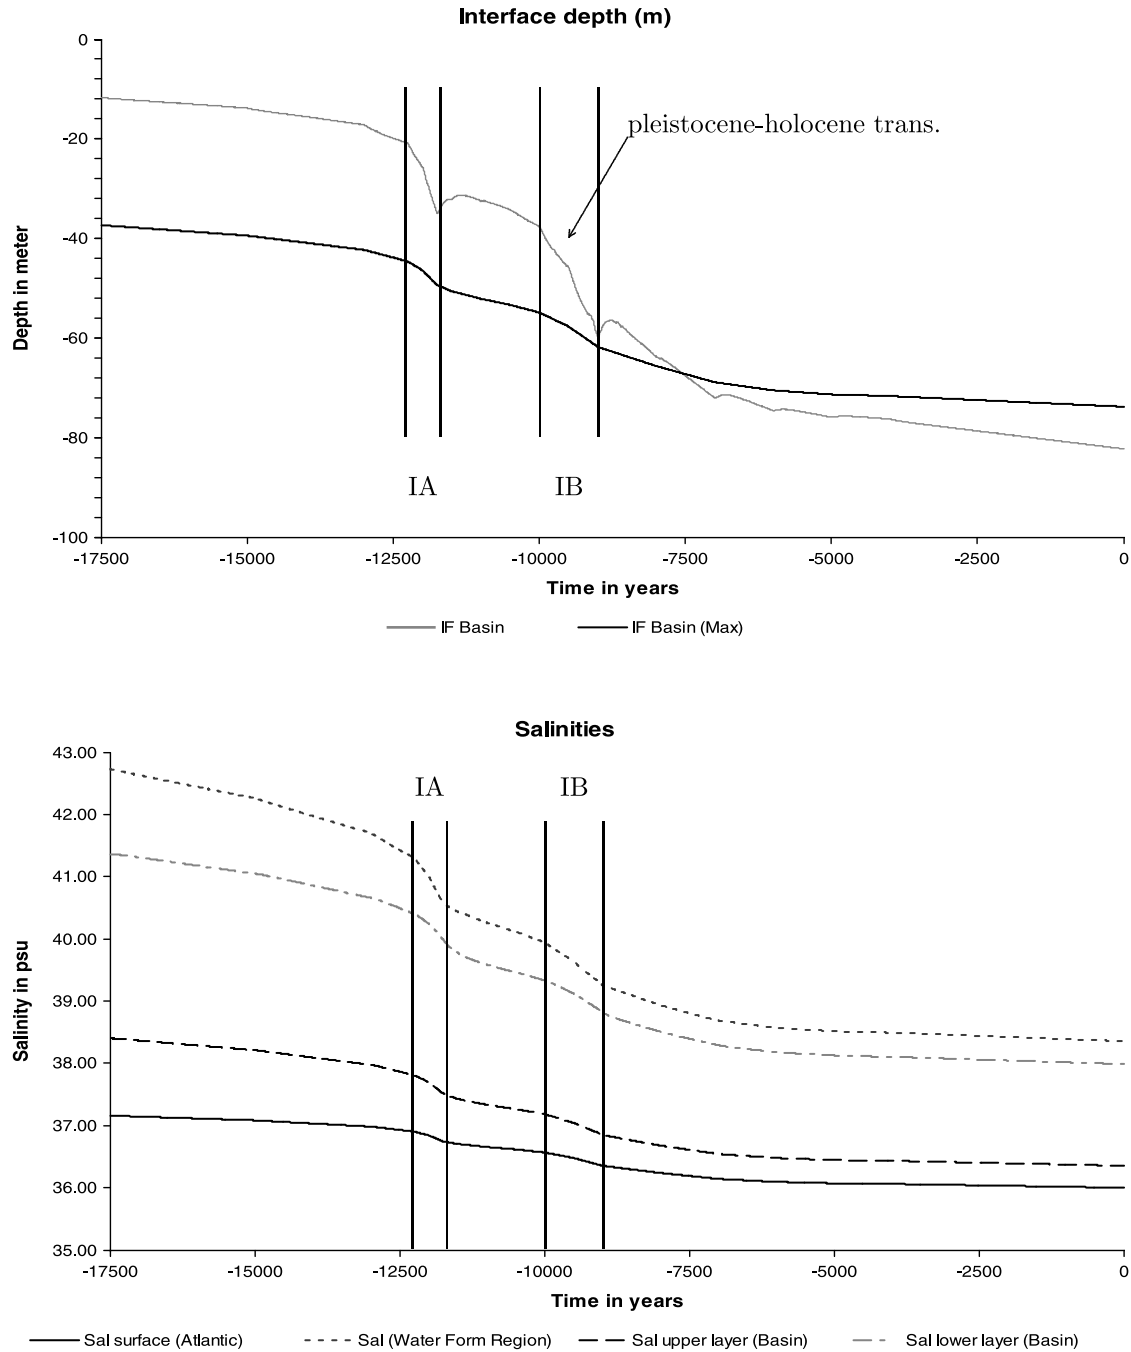 Interface depth (m)
0
-20
pleistocene-holocene trans.
-40
Depth in meter
-60
-80
IA
IB
-100
-17500 -15000 -12500 -10000 -7500 -5000 -2500 0
Time in years
IF Basin IF Basin (Max)
Salinities
43.00
IA
IB
42.00
41.00
40.00
Salinity in psu
39.00
38.00
37.00
36.00
35.00
-17500 -15000 -12500 -10000 -7500 -5000 -2500 0
Time in years
Sal surface (Atlantic) Sal (Water Form Region) Sal upper layer (Basin) Sal lower layer (Basin)